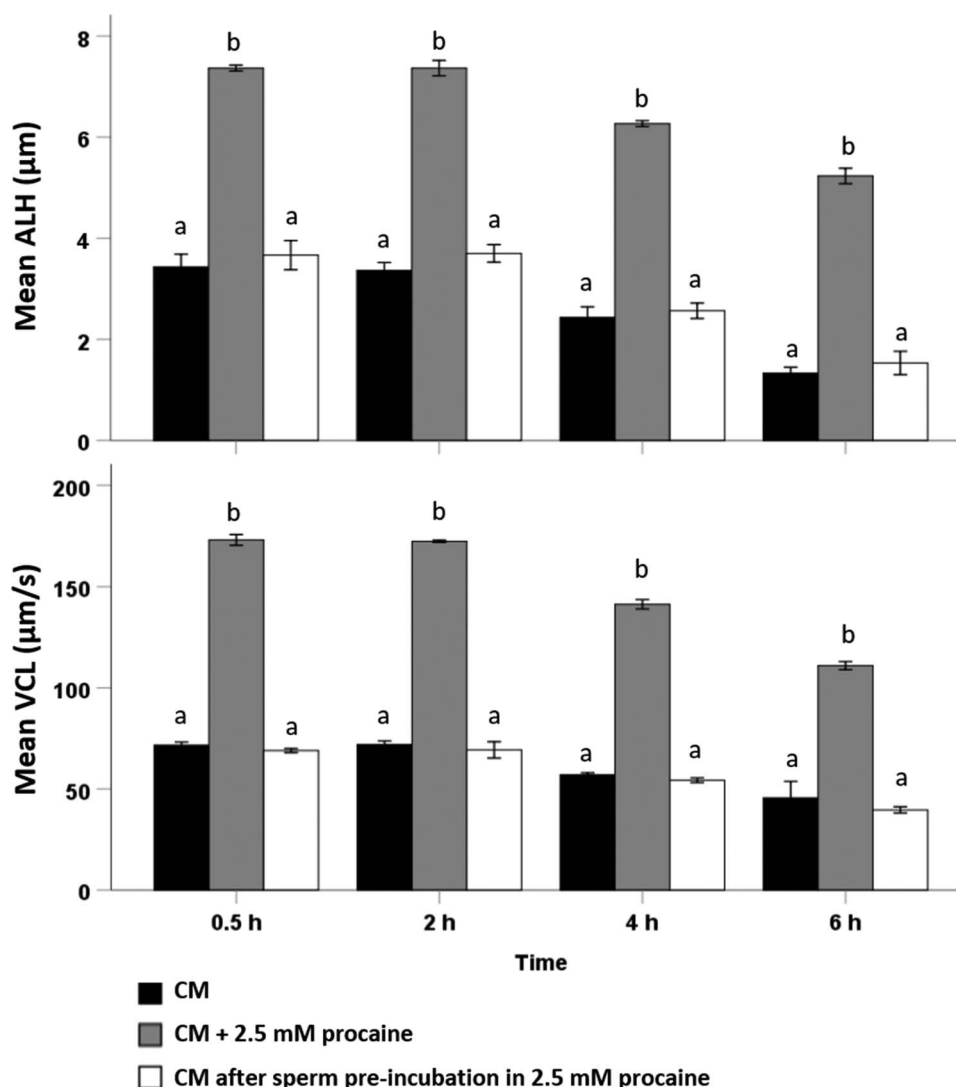 Mean ALH (µm)
8
6
4
2
0
a
b
a
a
b
a
a
b
a
a
b
a
Mean VCL (µm/s)
200
150
100
50
0
a
b
a
a
b
a
a
b
a
a
b
a
0.5 h
2 h
4 h
6 h
Time
CM
CM + 2.5 mM procaine
CM after sperm pre-incubation in 2.5 mM procaine